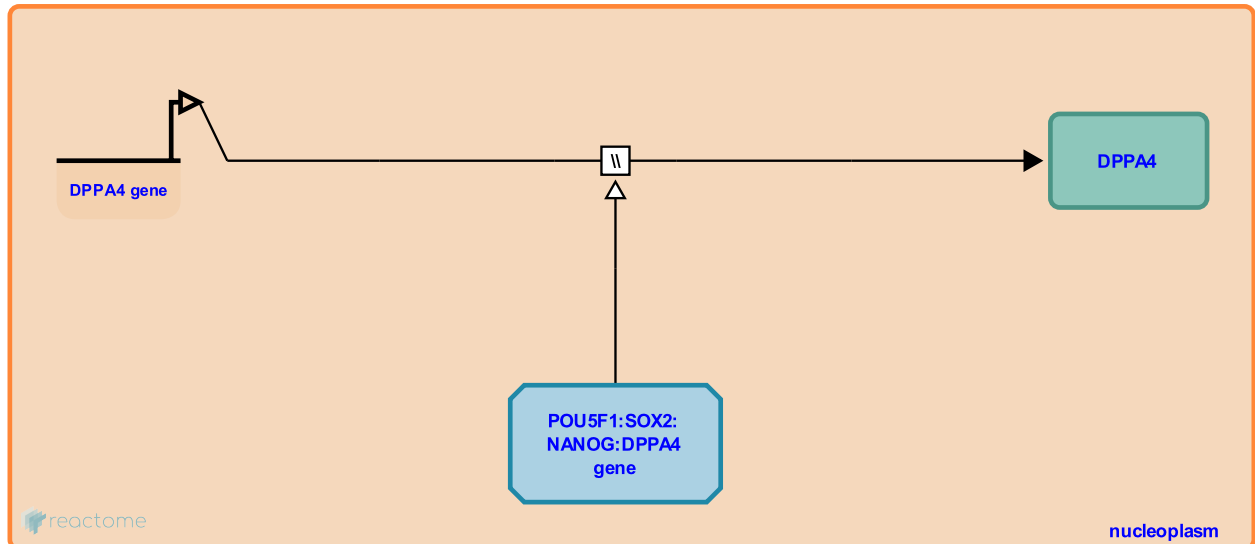 DPPA4 gene
\\
DPPA4
POU5F1:SOX2:
NANOG:DPPA4
gene
reactome
nucleoplasm